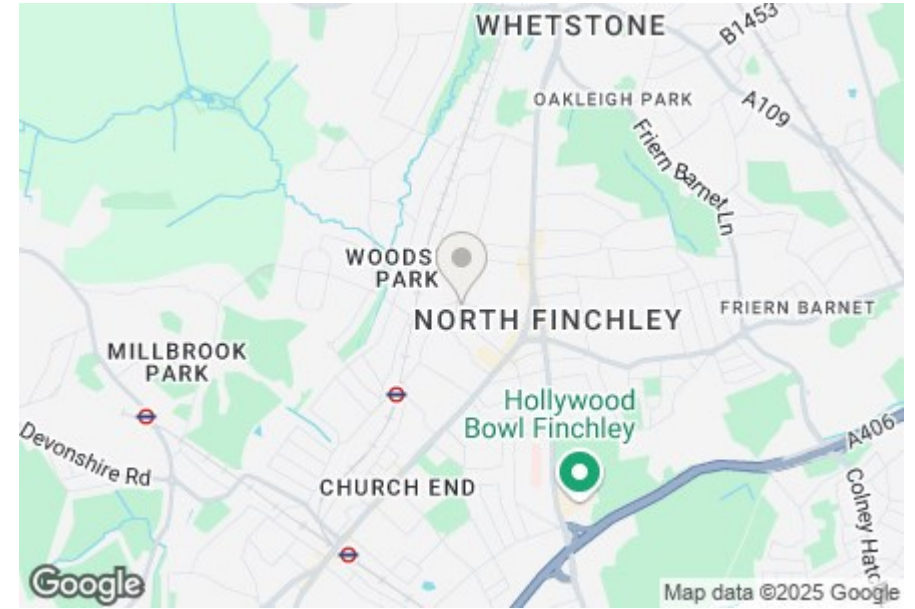 WHETSTONE
B1453
OAKLEIGH PARK
A109
Friern Barnet Ln
WOODS
PARK
NORTH FINCHLEY
FRIERN BARNET
MILLBROOK
PARK
Hollywood
Bowl Finchley
A406
Devonshire Rd
CHURCH END
Colney Hatc
Google
Map data ©2025 Google